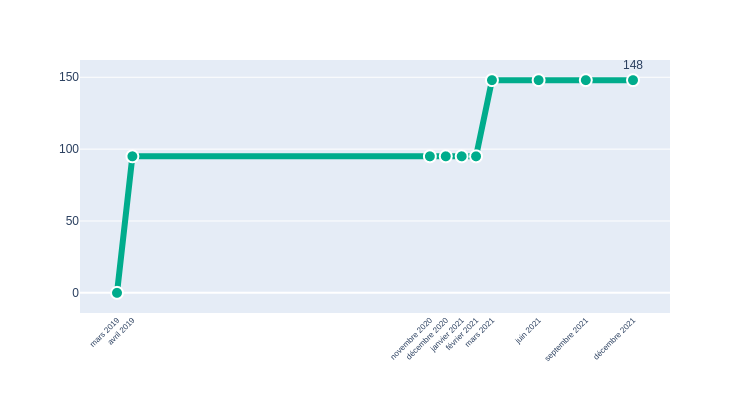 148
150
100
50
0
mars 2019
avril 2019
novembre 2020
décembre 2020
janvier 2021
février 2021
mars 2021
juin 2021
septembre 2021
décembre 2021